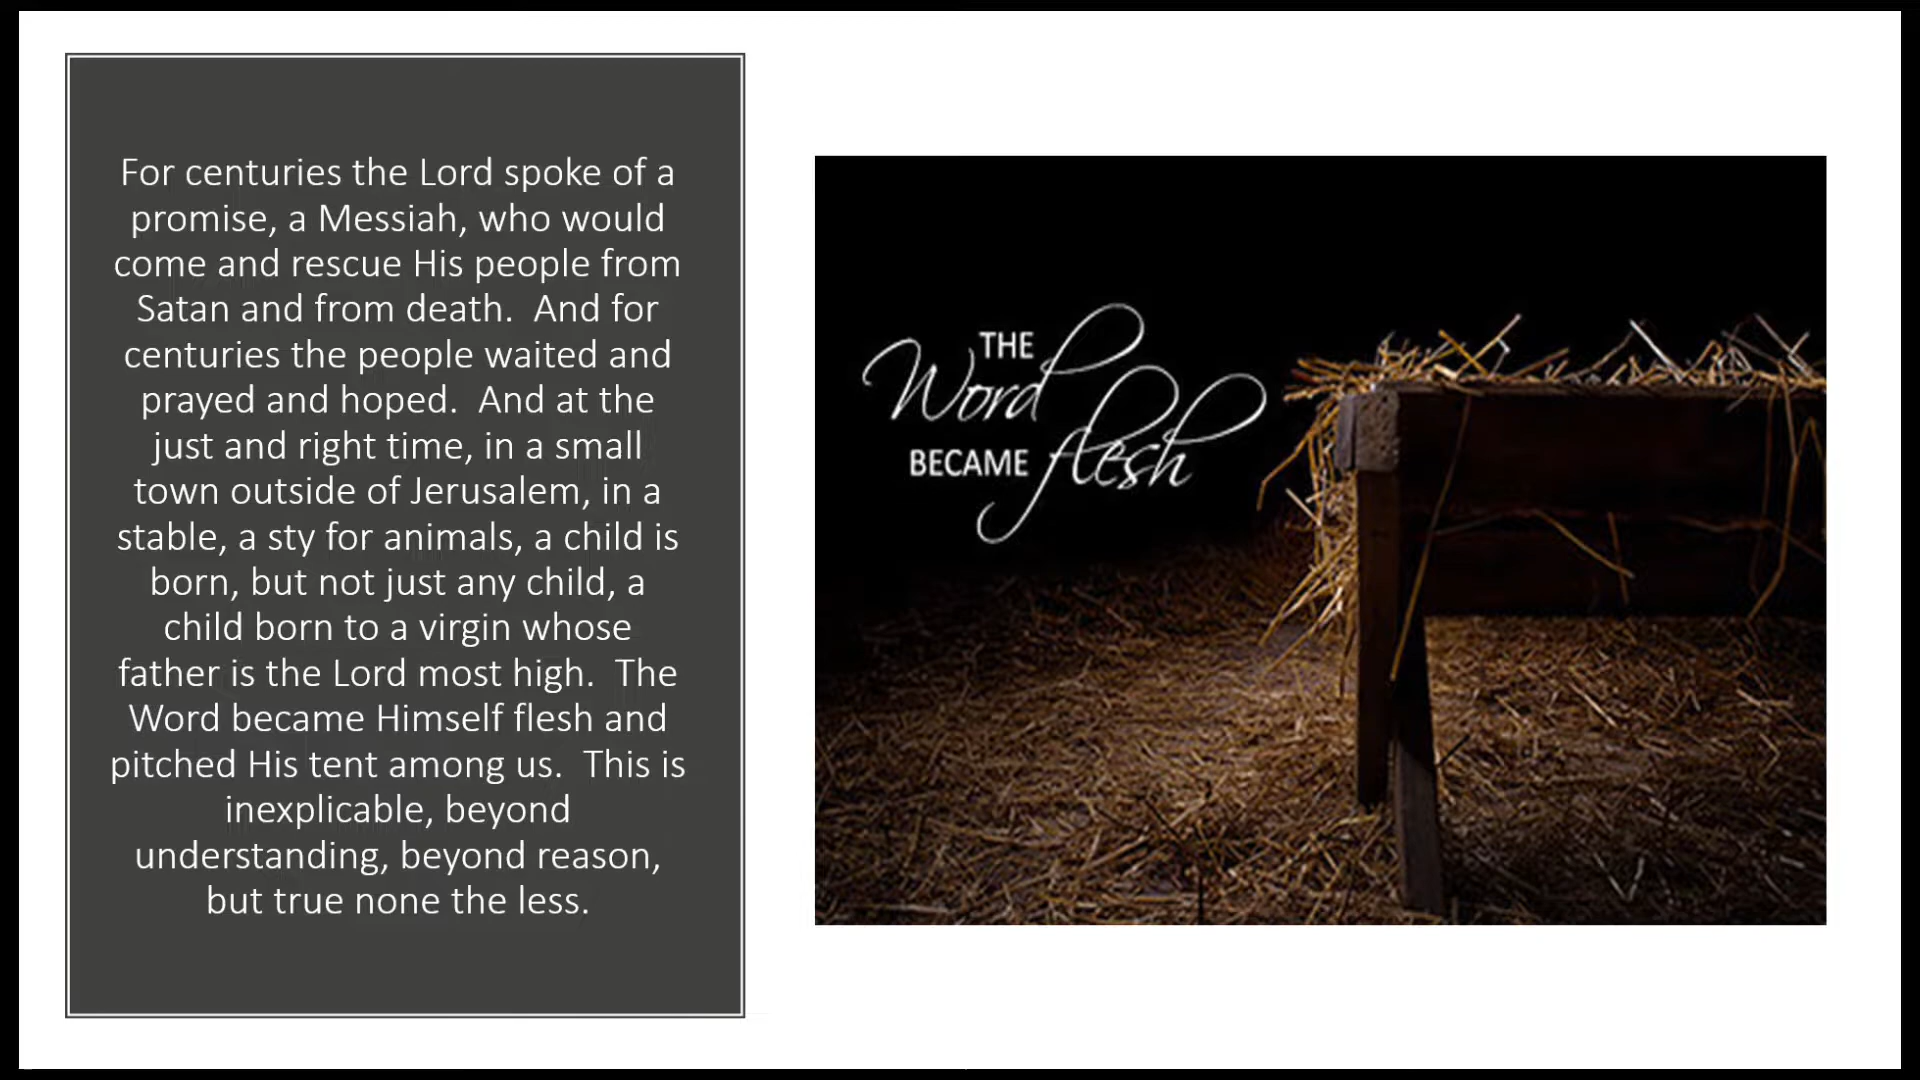 For centuries the Lord spoke of a
promise, a Messiah, who would
come and rescue His people from
Satan and from death.  And for
centuries the people waited and
prayed and hoped.  And at the
just and right time, in a small
town outside of Jerusalem, in a
stable, a sty for animals, a child is
born, but not just any child, a
child born to a virgin whose
father is the Lord most high.  The
Word became Himself flesh and
pitched His tent among us.  This is
inexplicable, beyond
understanding, beyond reason,
but true none the less.
THE
Word
BECAME flesh